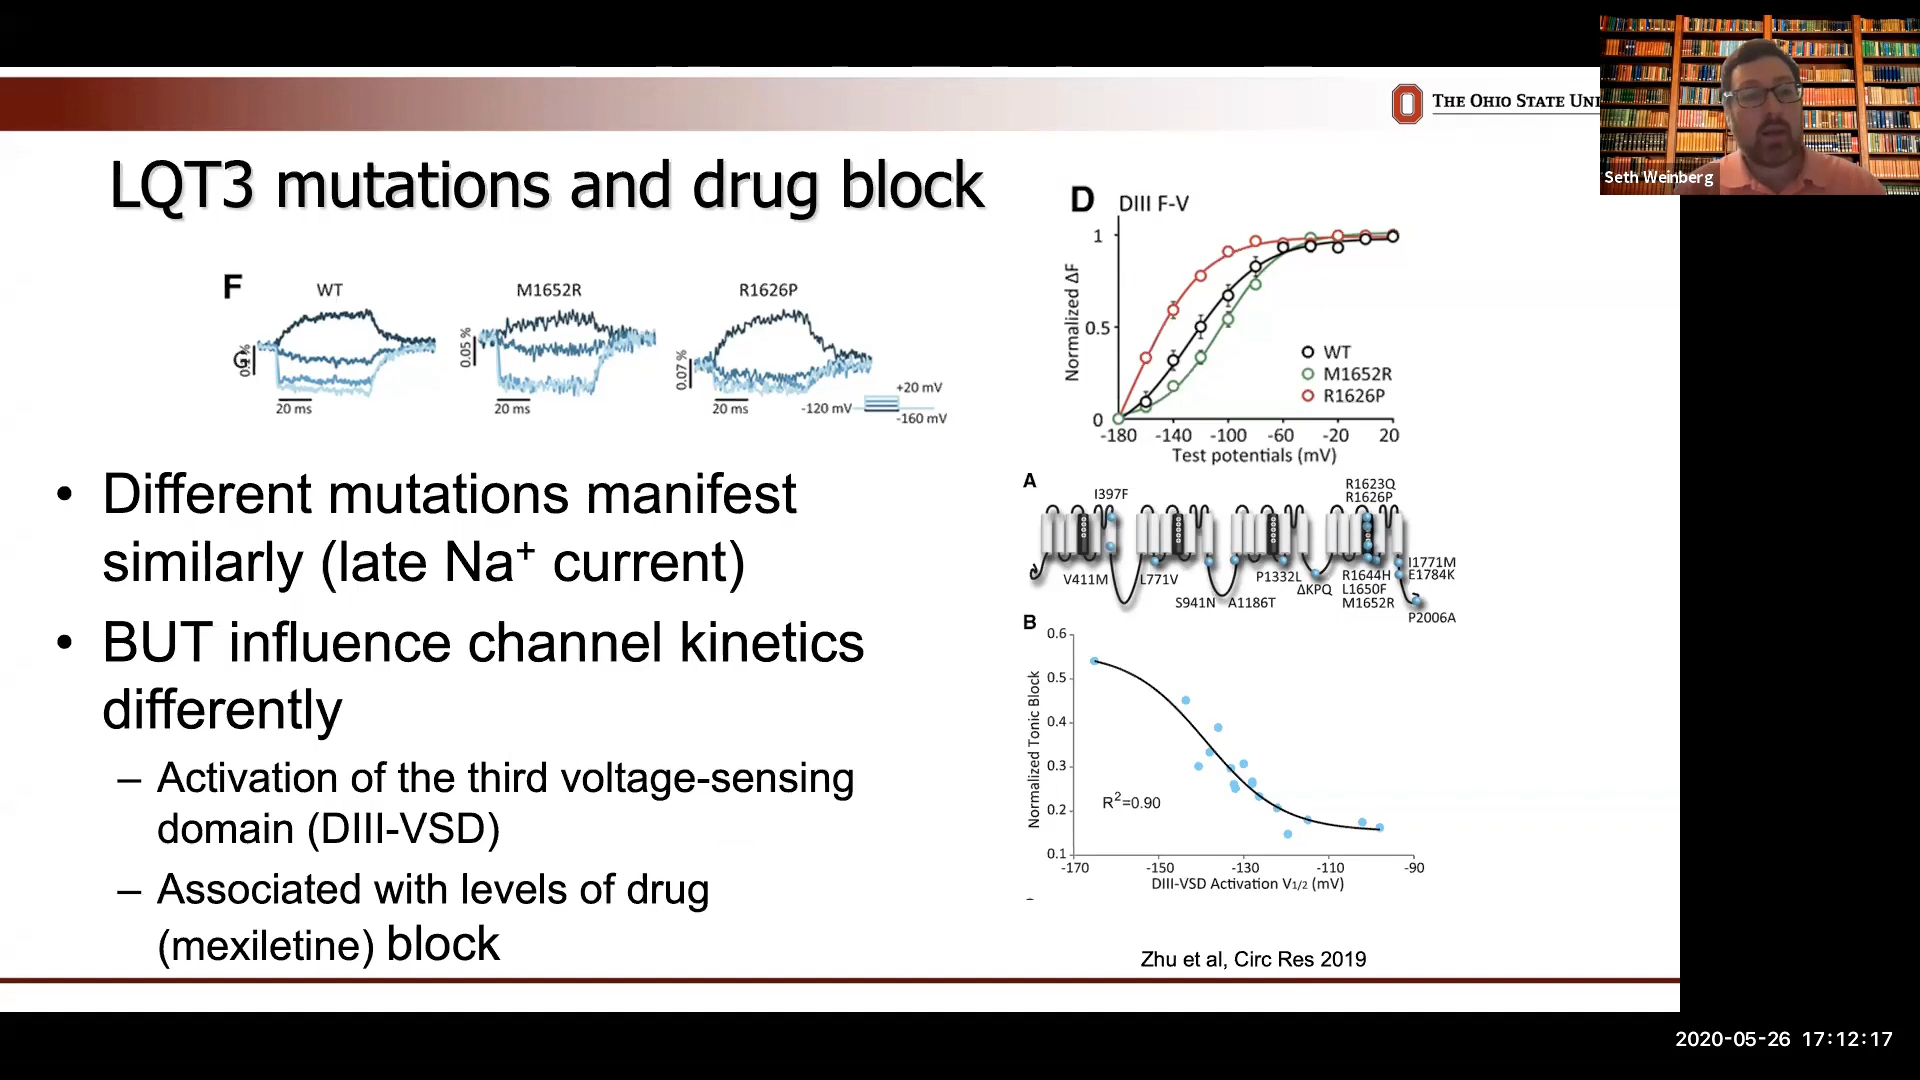 THE OHIO STATE UNI
Seth Weinberg
LQT3 mutations and drug block
F
WT
M1652R
R1626P
0.05 %
0.07 %
20 ms
20 ms
20 ms
+20 mV
-120 mV
-160 mV
D DIII F-V
Normalized ΔF
1
0.5
0
WT
M1652R
R1626P
-180 -140 -100 -60 -20 20
Test potentials (mV)
• Different mutations manifest
similarly (late Na⁺ current)
• BUT influence channel kinetics
differently
– Activation of the third voltage-sensing
domain (DIII-VSD)
– Associated with levels of drug
(mexiletine) block
A
I397F
R1623Q
R1626P
V411M
L771V
S941N
A1186T
P1332L
ΔKPQ
R1644H
L1650F
M1652R
I1771M
E1784K
P2006A
B
Normalized Tonic Block
0.6
0.5
0.4
0.3
0.2
0.1
R²=0.90
-170 -150 -130 -110 -90
DIII-VSD Activation V1/2 (mV)
Zhu et al, Circ Res 2019
2020-05-26 17:12:17